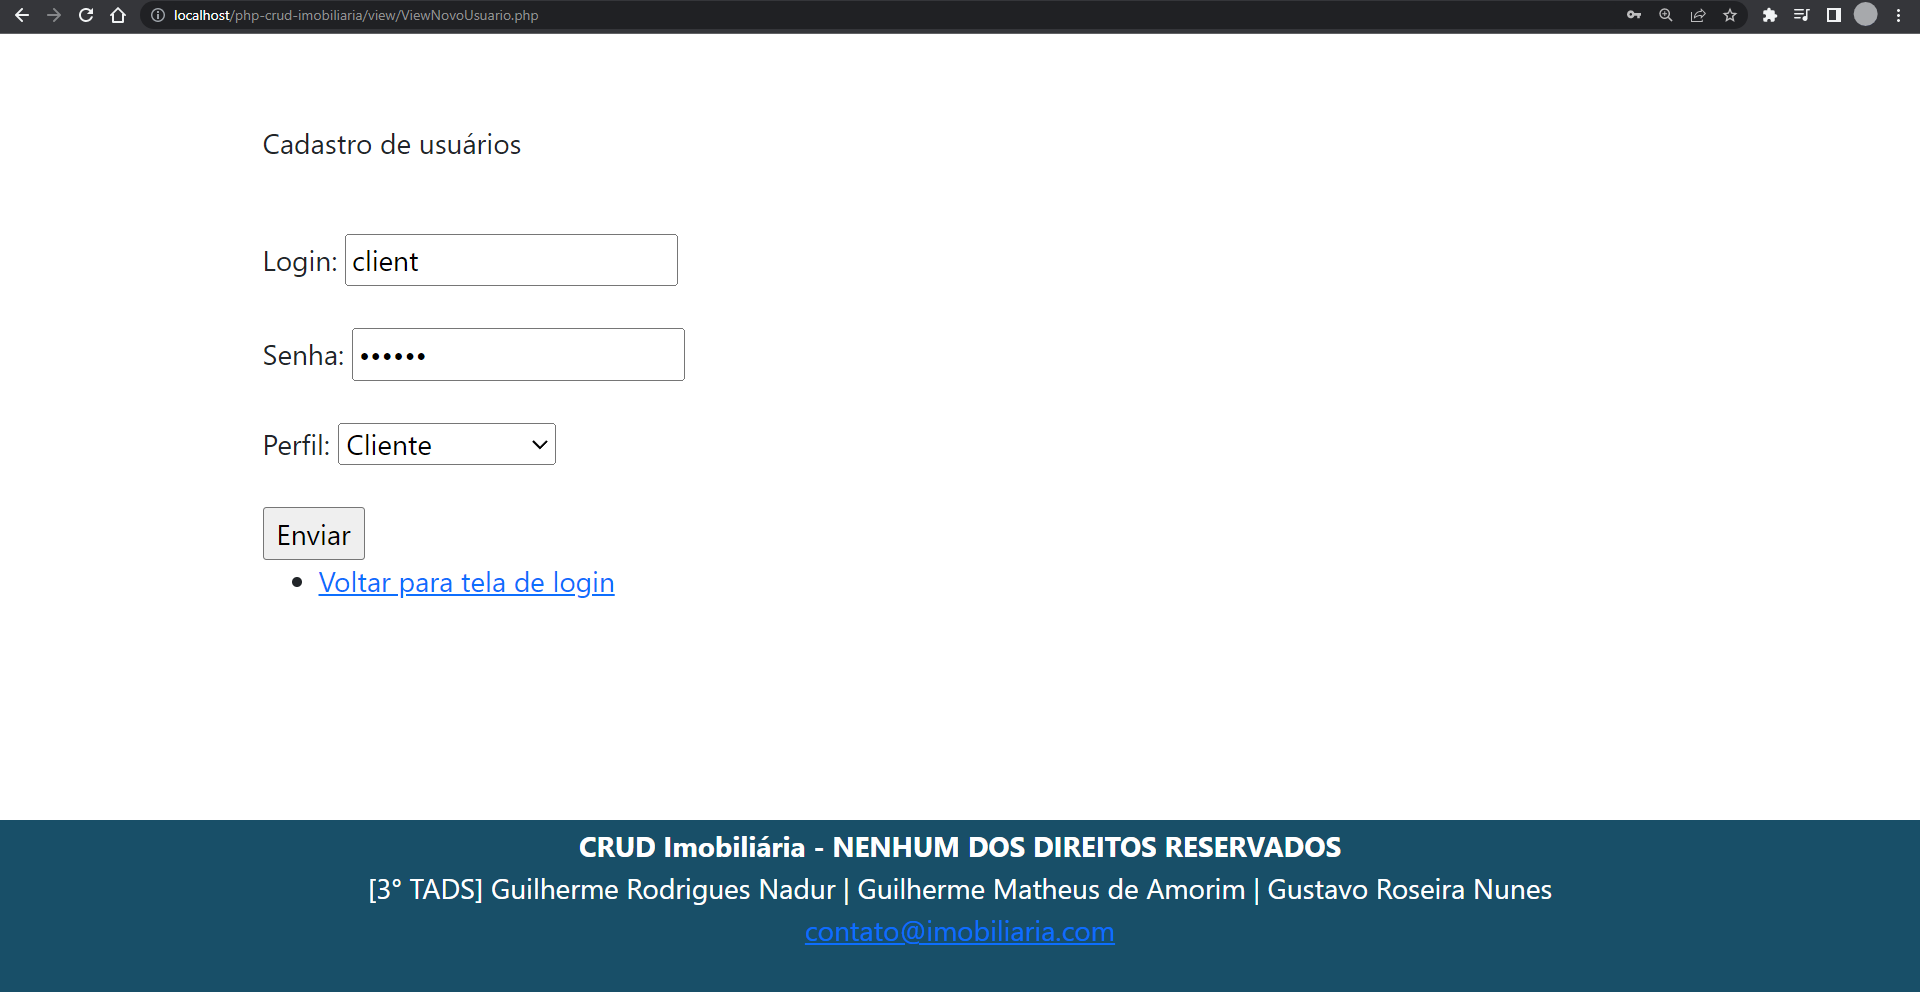 localhost/php-crud-imobiliaria/view/ViewNovoUsuario.php
Cadastro de usuários
Login: client
Senha: ••••••
Perfil: Cliente
Enviar
• Voltar para tela de login
CRUD Imobiliária - NENHUM DOS DIREITOS RESERVADOS
[3° TADS] Guilherme Rodrigues Nadur | Guilherme Matheus de Amorim | Gustavo Roseira Nunes
contato@imobiliaria.com